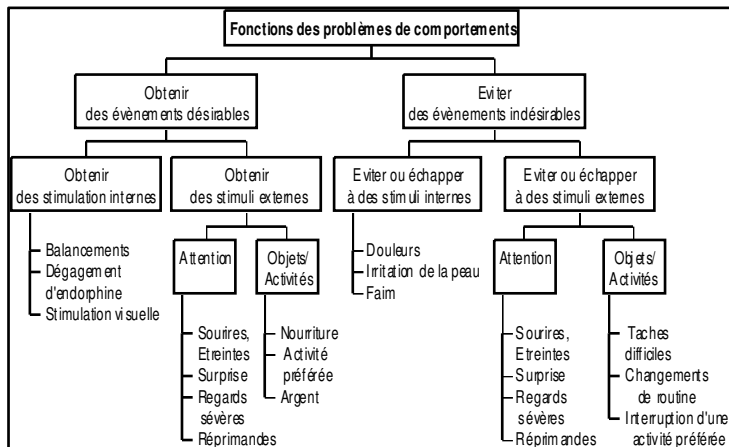 Fonctions des problèmes de comportements
Obtenir
des évènements désirables
Eviter
des évènements indésirables
Obtenir
des stimulation internes
Obtenir
des stimuli externes
Eviter ou échapper
à des stimuli internes
Eviter ou échapper
à des stimuli externes
Balancements
Dégagement
d'endorphine
Stimulation visuelle
Attention
Sourires,
Etreintes
Surprise
Regards
sévères
Réprimandes
Objets/
Activités
Nourriture
Activité
préférée
Argent
Douleurs
Irritation de la peau
Faim
Attention
Sourires,
Etreintes
Surprise
Regards
sévères
Réprimandes
Objets/
Activités
Taches
difficiles
Changements
de routine
Interruption d'une
activité préférée